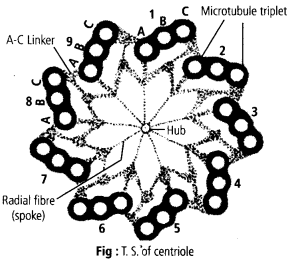 1
A B C
Microtubule triplet
A-C Linker
9
A B C
2
8
A B C
3
Hub
7
Radial fibre
(spoke)
4
6
5
Fig : T. S. of centriole